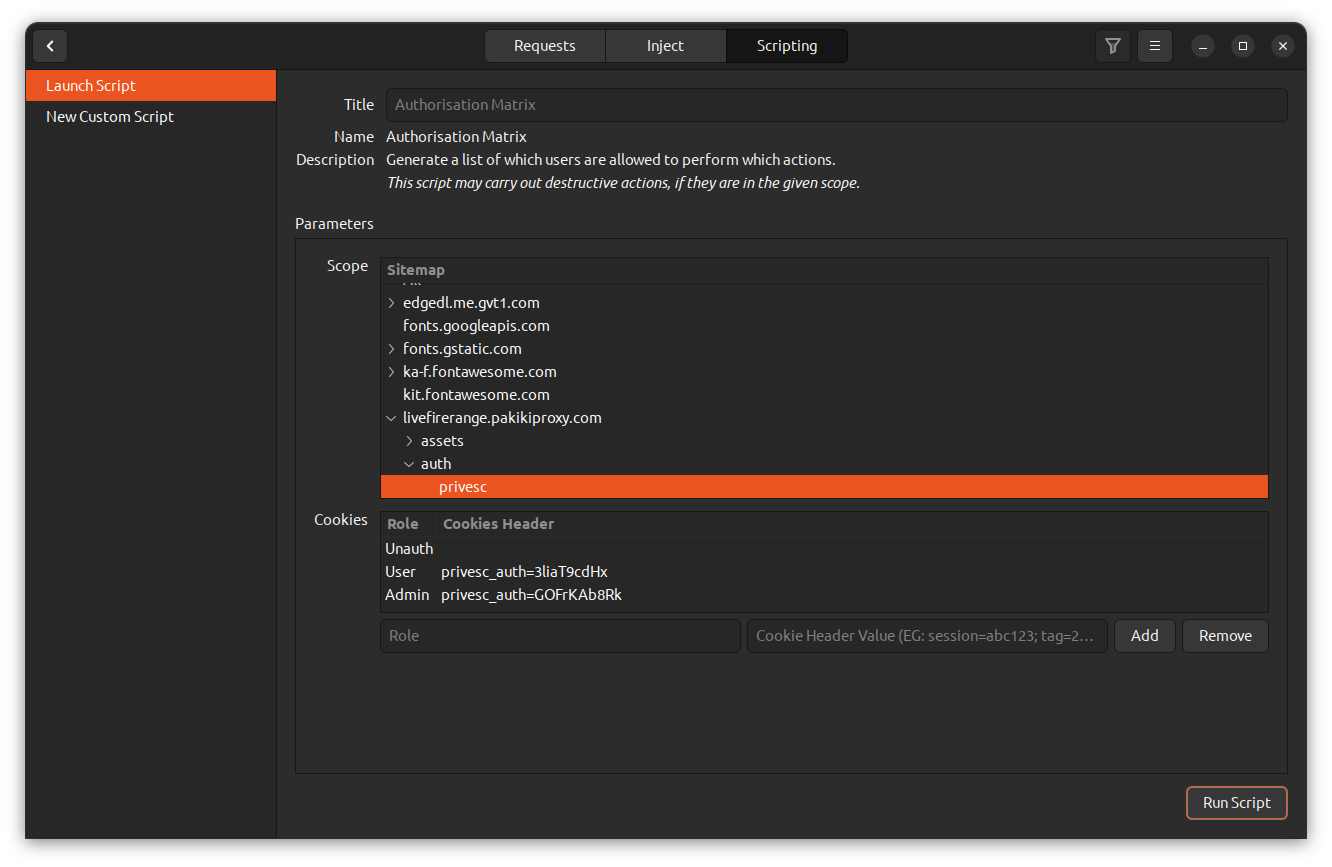 Requests Inject Scripting
Launch Script
New Custom Script
Title Authorisation Matrix
Name Authorisation Matrix
Description Generate a list of which users are allowed to perform which actions.
This script may carry out destructive actions, if they are in the given scope.
Parameters
Scope Sitemap
edgedl.me.gvt1.com
fonts.googleapis.com
fonts.gstatic.com
ka-f.fontawesome.com
kit.fontawesome.com
livefirerange.pakikiproxy.com
assets
auth
privesc
Cookies Role Cookies Header
Unauth
User privesc_auth=3liaT9cdHx
Admin privesc_auth=GOFrKAb8Rk
Role Cookie Header Value (EG: session=abc123; tag=2… Add Remove
Run Script